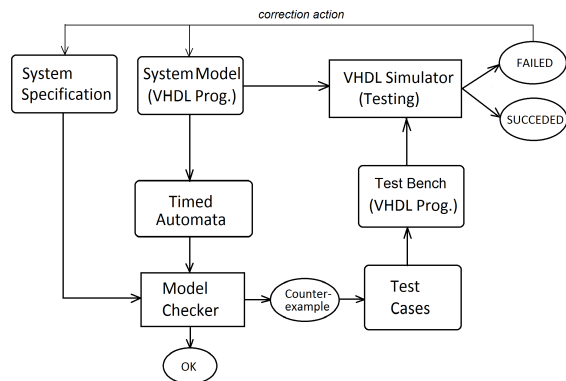 correction action
System
Specification
System Model
(VHDL Prog.)
VHDL Simulator
(Testing)
FAILED
SUCCEDED
Test Bench
(VHDL Prog.)
Timed
Automata
Model
Checker
Counter-
example
Test
Cases
OK